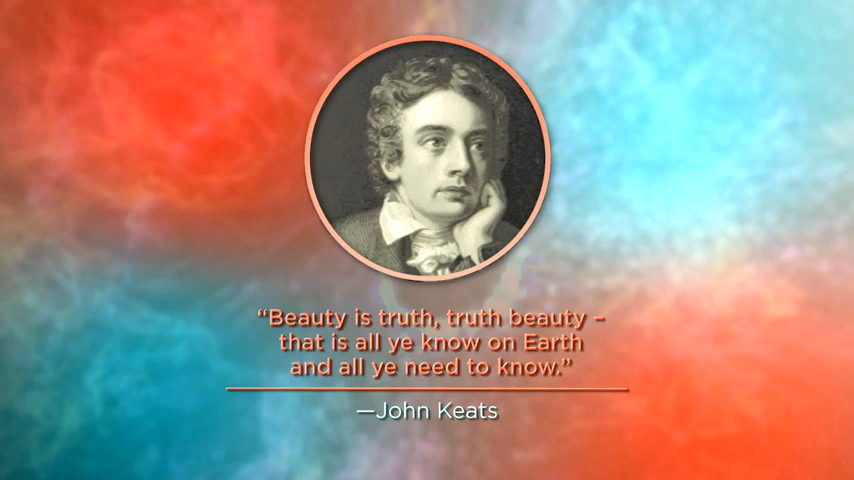 “Beauty is truth, truth beauty –
that is all ye know on Earth
and all ye need to know.”
—John Keats